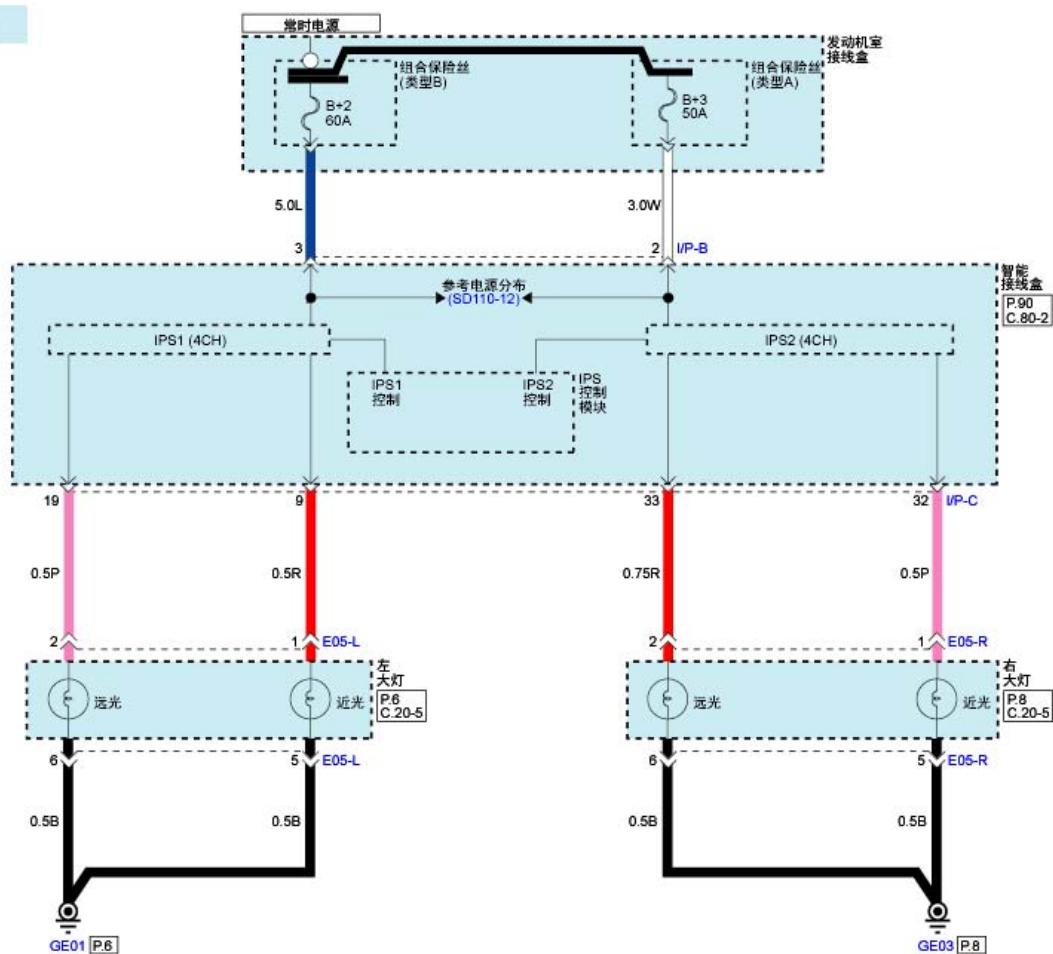 常时电源
发动机室
接线盒
组合保险丝
(类型B)
组合保险丝
(类型A)
B+2
60A
B+3
50A
5.0L
3.0W
3
2
I/P-B
智能
接线盒
P.90
C.80-2
参考电源分布
(SD110-12)
IPS1 (4CH)
IPS2 (4CH)
IPS1
控制
IPS2
控制
IPS
控制
模块
19
9
33
32
I/P-C
0.5P
0.5R
0.75R
0.5P
2
1
E05-L
2
1
E05-R
左
大灯
P.6
C.20-5
右
大灯
P.8
C.20-5
远光
近光
远光
近光
6
5
E05-L
6
5
E05-R
0.5B
0.5B
0.5B
0.5B
GE01 P.6
GE03 P.8